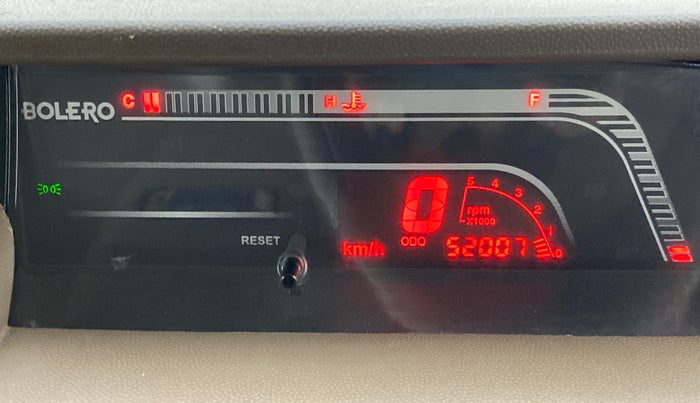 BOLERO C H F
5 4 3 2 1 0
0 rpm
X1000
RESET km/h ODO 52007